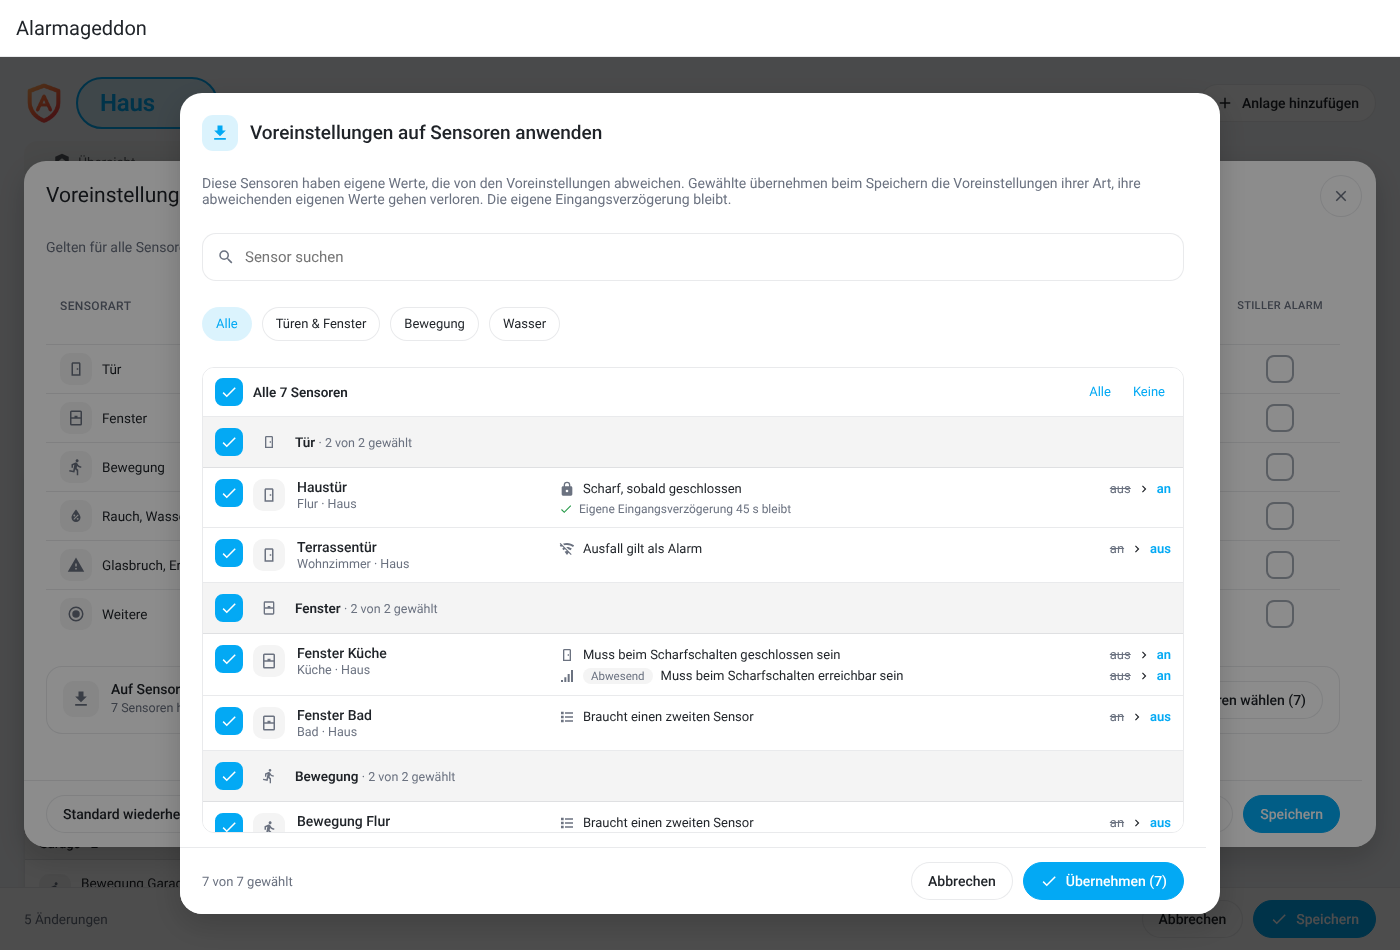 Alarmageddon
Haus
Anlage hinzufügen
Übersicht
Voreinstellung
Gelten für alle Sensor
SENSORART
STILLER ALARM
Tür
Fenster
Bewegung
Rauch, Wass
Glasbruch, Er
Weitere
Auf Sensor
7 Sensoren h
en wählen (7)
Standard wiederhe
Speichern
Bewegung Garag
5 Änderungen
Abbrechen
Speichern
Voreinstellungen auf Sensoren anwenden
Diese Sensoren haben eigene Werte, die von den Voreinstellungen abweichen. Gewählte übernehmen beim Speichern die Voreinstellungen ihrer Art, ihre
abweichenden eigenen Werte gehen verloren. Die eigene Eingangsverzögerung bleibt.
Sensor suchen
Alle
Türen & Fenster
Bewegung
Wasser
Alle 7 Sensoren
Alle
Keine
Tür · 2 von 2 gewählt
Haustür
Flur · Haus
Scharf, sobald geschlossen
aus > an
Eigene Eingangsverzögerung 45 s bleibt
Terrassentür
Wohnzimmer · Haus
Ausfall gilt als Alarm
an > aus
Fenster · 2 von 2 gewählt
Fenster Küche
Küche · Haus
Muss beim Scharfschalten geschlossen sein
aus > an
Abwesend Muss beim Scharfschalten erreichbar sein
aus > an
Fenster Bad
Bad · Haus
Braucht einen zweiten Sensor
an > aus
Bewegung · 2 von 2 gewählt
Bewegung Flur
Braucht einen zweiten Sensor
an > aus
7 von 7 gewählt
Abbrechen
Übernehmen (7)